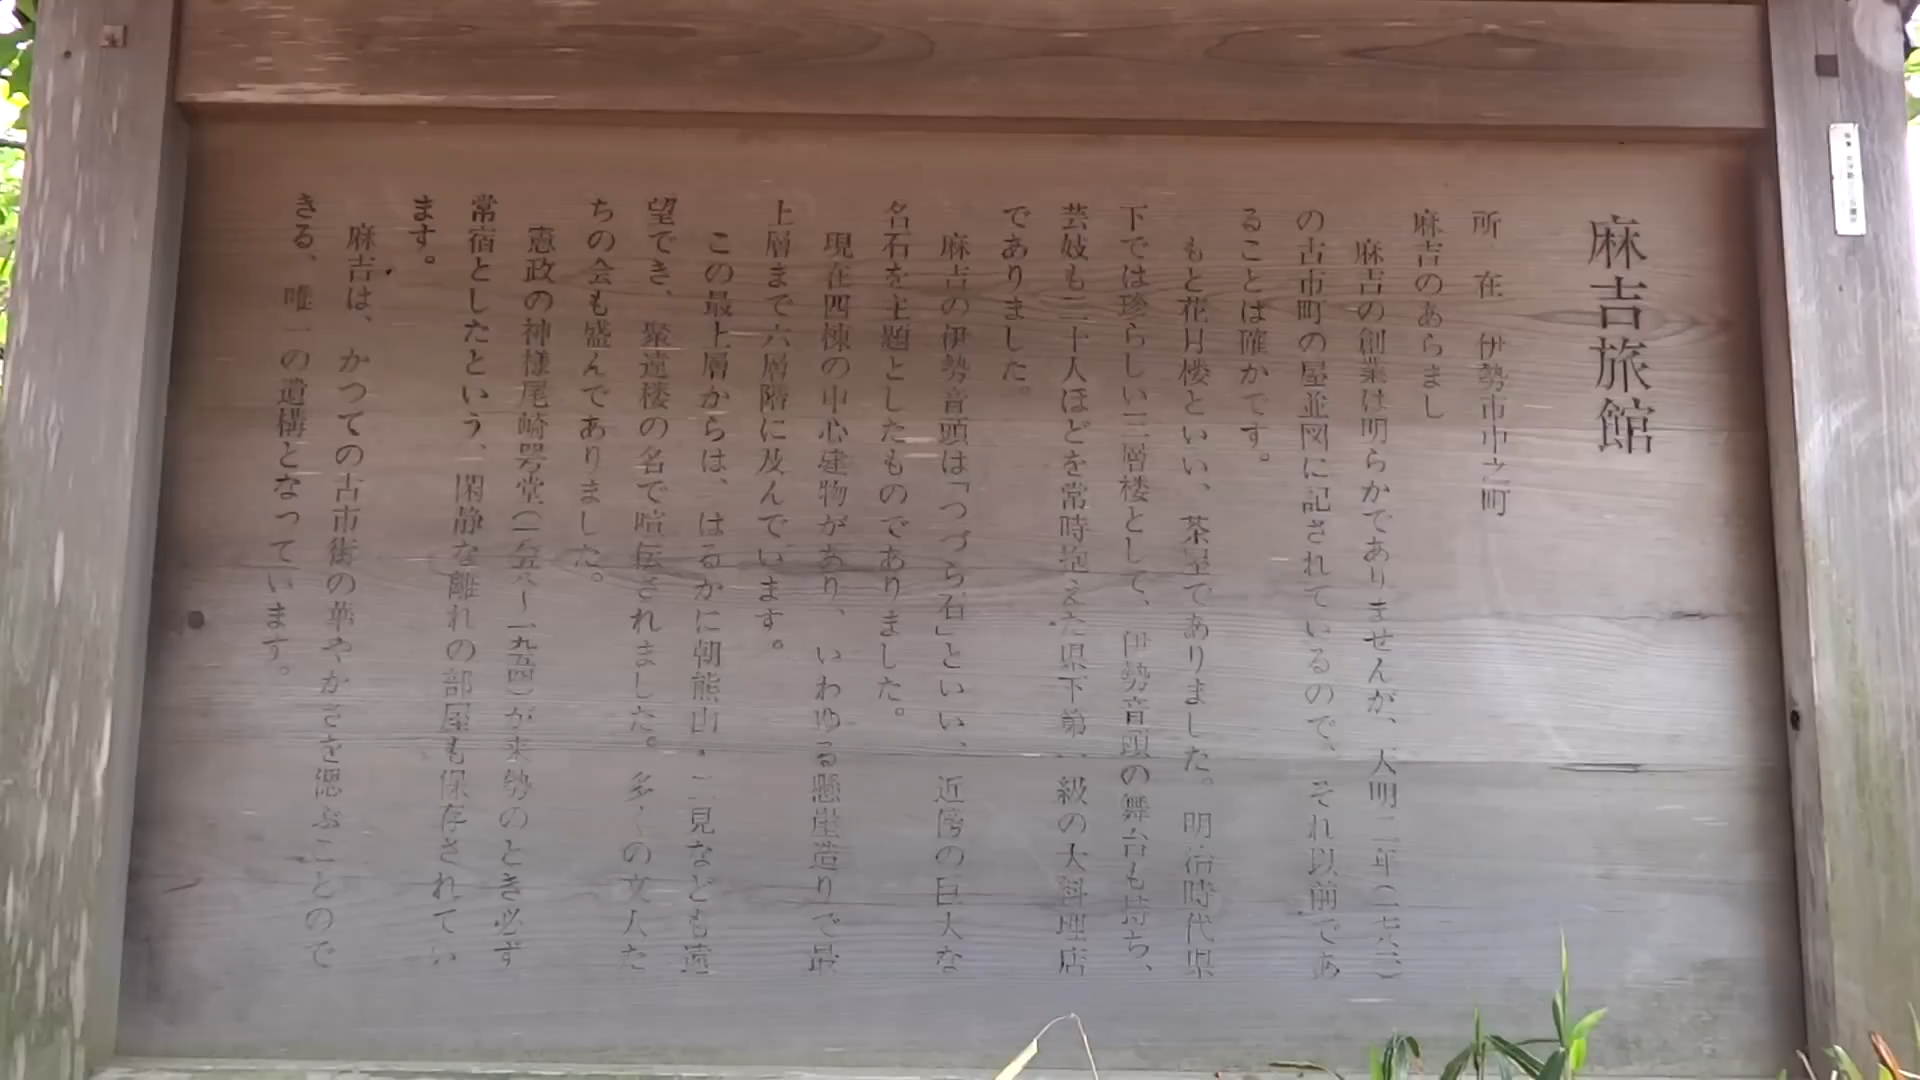 麻吉旅館
所 在 伊勢市中之町
麻吉のあらまし
麻吉の創業は明らかでありませんが、天明二年(一七八二)
の古市町の屋並図に記されているので、それ以前であ
ることは確かです。
もと花月楼といい、茶屋でありました。明治時代県
下では珍らしい三層楼として、伊勢音頭の舞台も持ち、
芸妓も三十人ほどを常時抱えた県下第一級の大料理店
でありました。
麻吉の伊勢音頭は「つづら石」といい、近傍の巨大な
名石を主題としたものでありました。
現在四棟の中心建物があり、いわゆる懸崖造りで最
上層まで六層階に及んでいます。
この最上層からは、はるかに朝熊山・二見なども遠
望でき、聚遠楼の名で喧伝されました。多くの文人た
ちの会も盛んでありました。
憲政の神様尾崎咢堂(一八五八〜一九五四)が来勢のとき必ず
常宿としたという、閑静な離れの部屋も保存されてい
ます。
麻吉は、かつての古市街の華やかさを偲ぶことので
きる、唯一の遺構となっています。